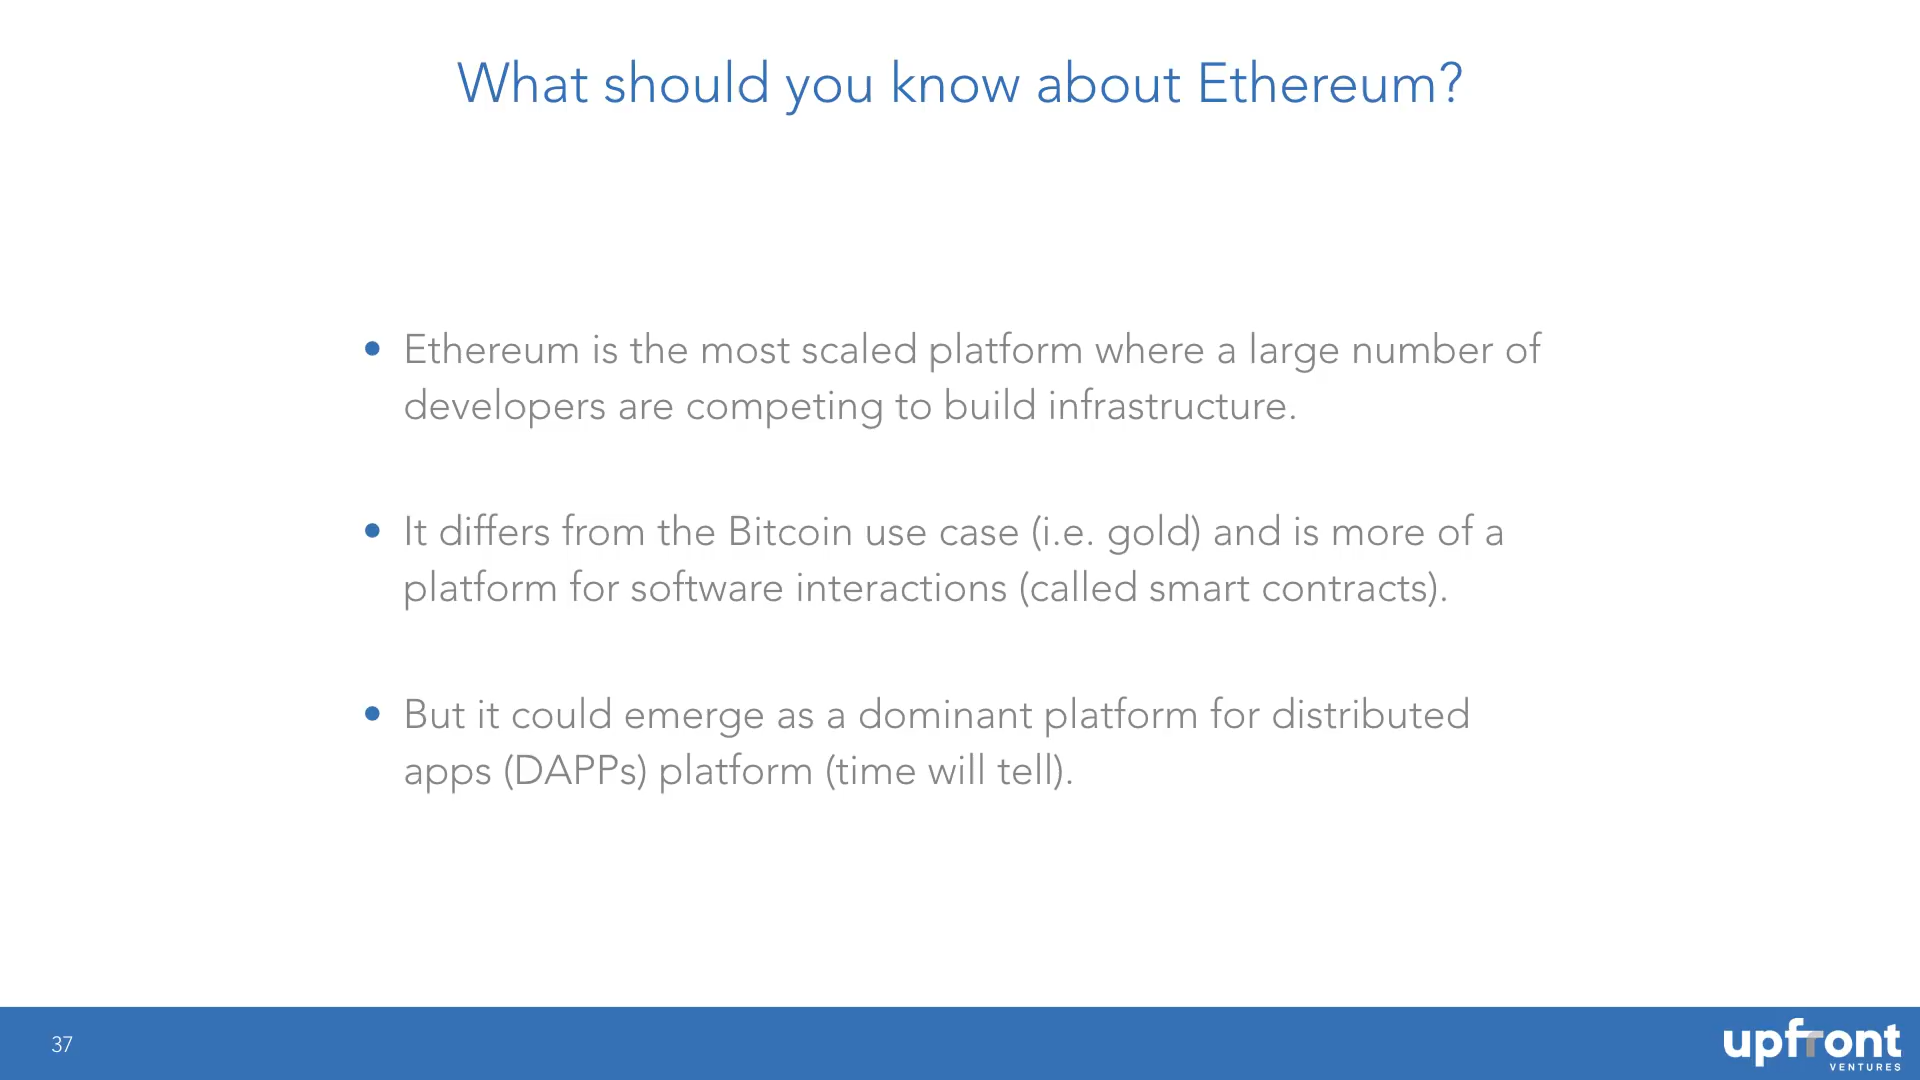 What should you know about Ethereum?
• Ethereum is the most scaled platform where a large number of
developers are competing to build infrastructure.
• It differs from the Bitcoin use case (i.e. gold) and is more of a
platform for software interactions (called smart contracts).
• But it could emerge as a dominant platform for distributed
apps (DAPPs) platform (time will tell).
37
upfront
VENTURES